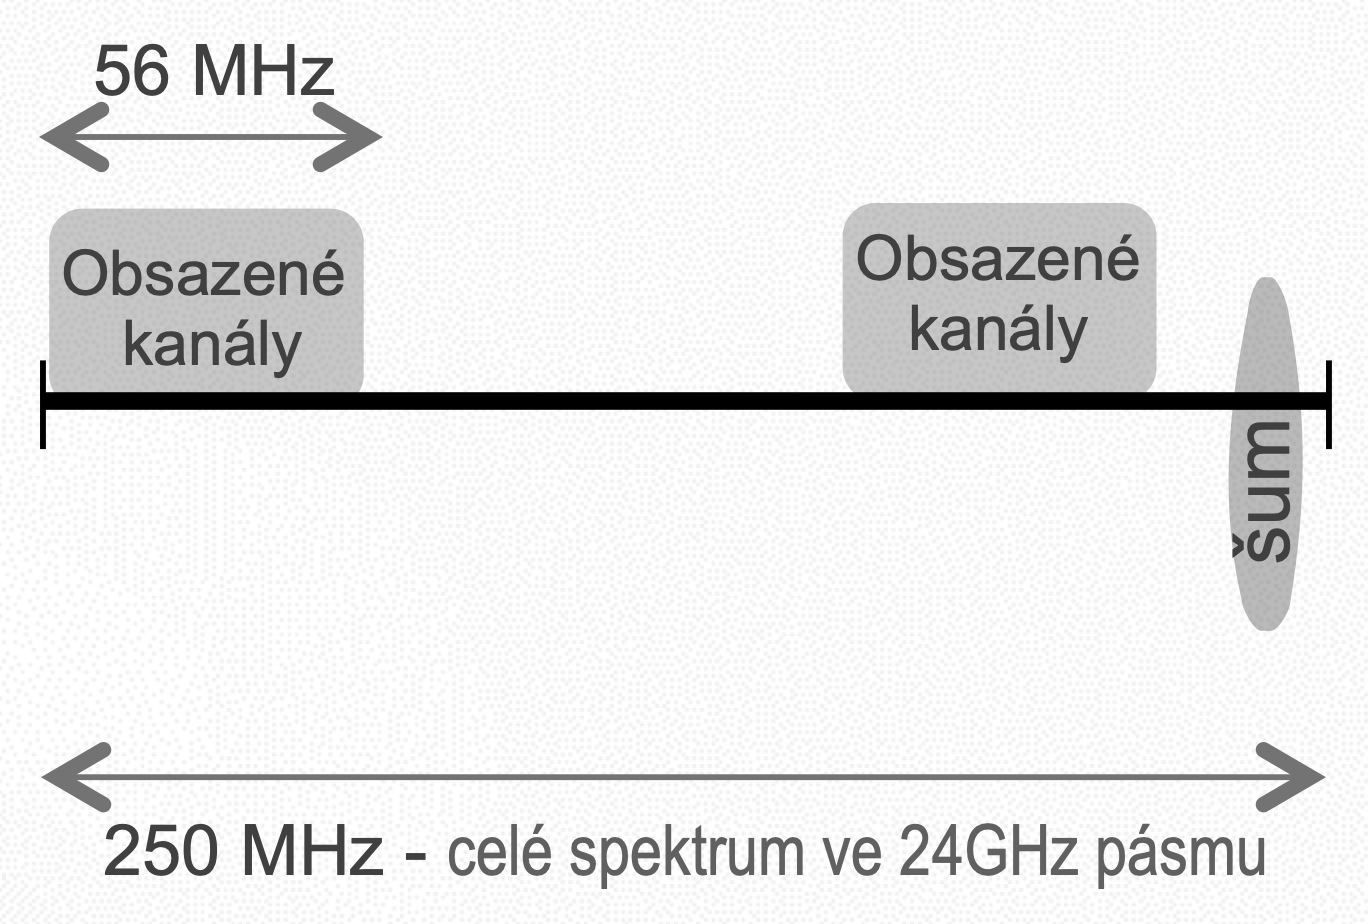 56 MHz
Obsazené
kanály
Obsazené
kanály
šum
250 MHz - celé spektrum ve 24GHz pásmu